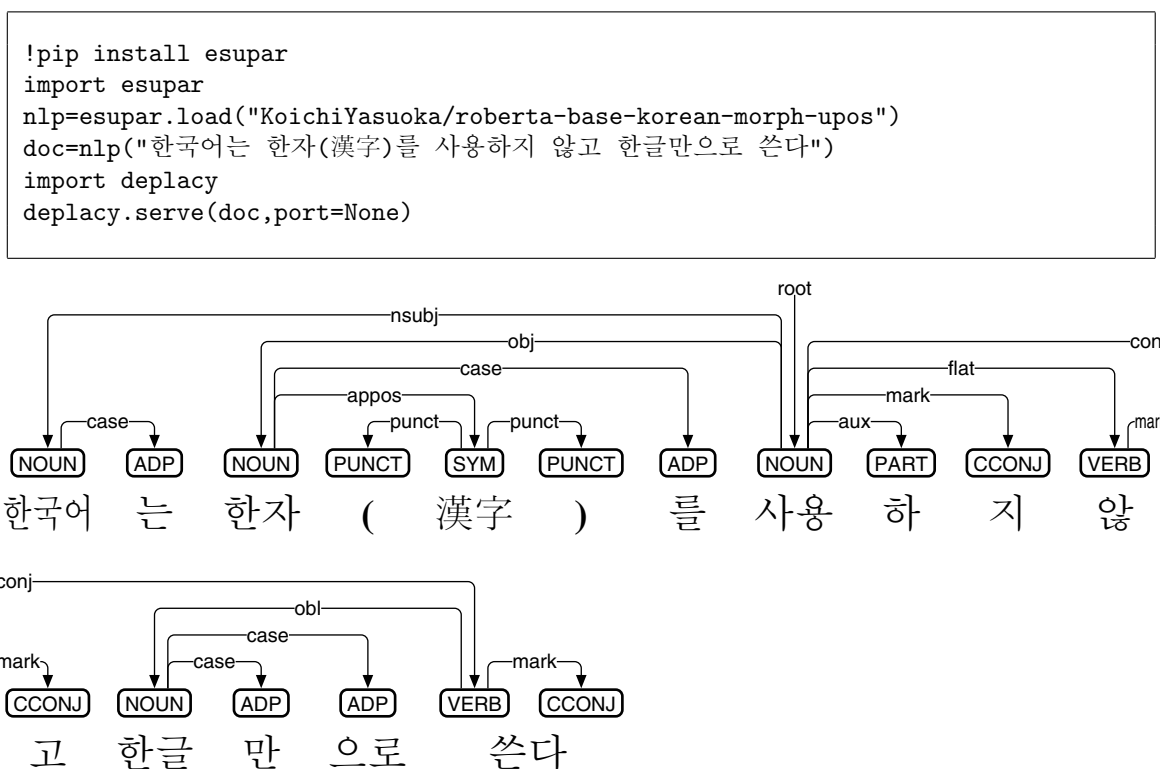 !pip install esupar
import esupar
nlp=esupar.load("KoichiYasuoka/roberta-base-korean-morph-upos")
doc=nlp("한국어는 한자(漢字)를 사용하지 않고 한글만으로 쓴다")
import deplacy
deplacy.serve(doc,port=None)
root
nsubj
obj con
case flat
appos mark
case punct punct aux mar
NOUN ADP NOUN PUNCT SYM PUNCT ADP NOUN PART CCONJ VERB
한국어 는 한자 ( 漢字 ) 를 사용 하 지 않
conj
obl
case
mark case mark
CCONJ NOUN ADP ADP VERB CCONJ
고 한글 만 으로 쓴다